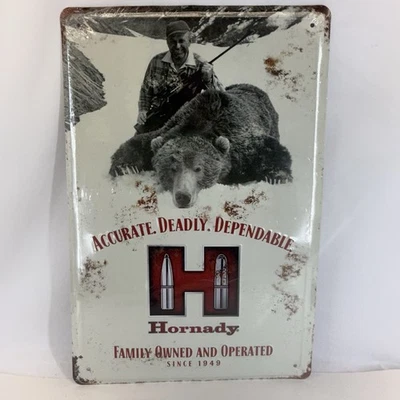 ACCURATE. DEADLY. DEPENDABLE.
H
Hornady
FAMILY OWNED AND OPERATED
SINCE 1949